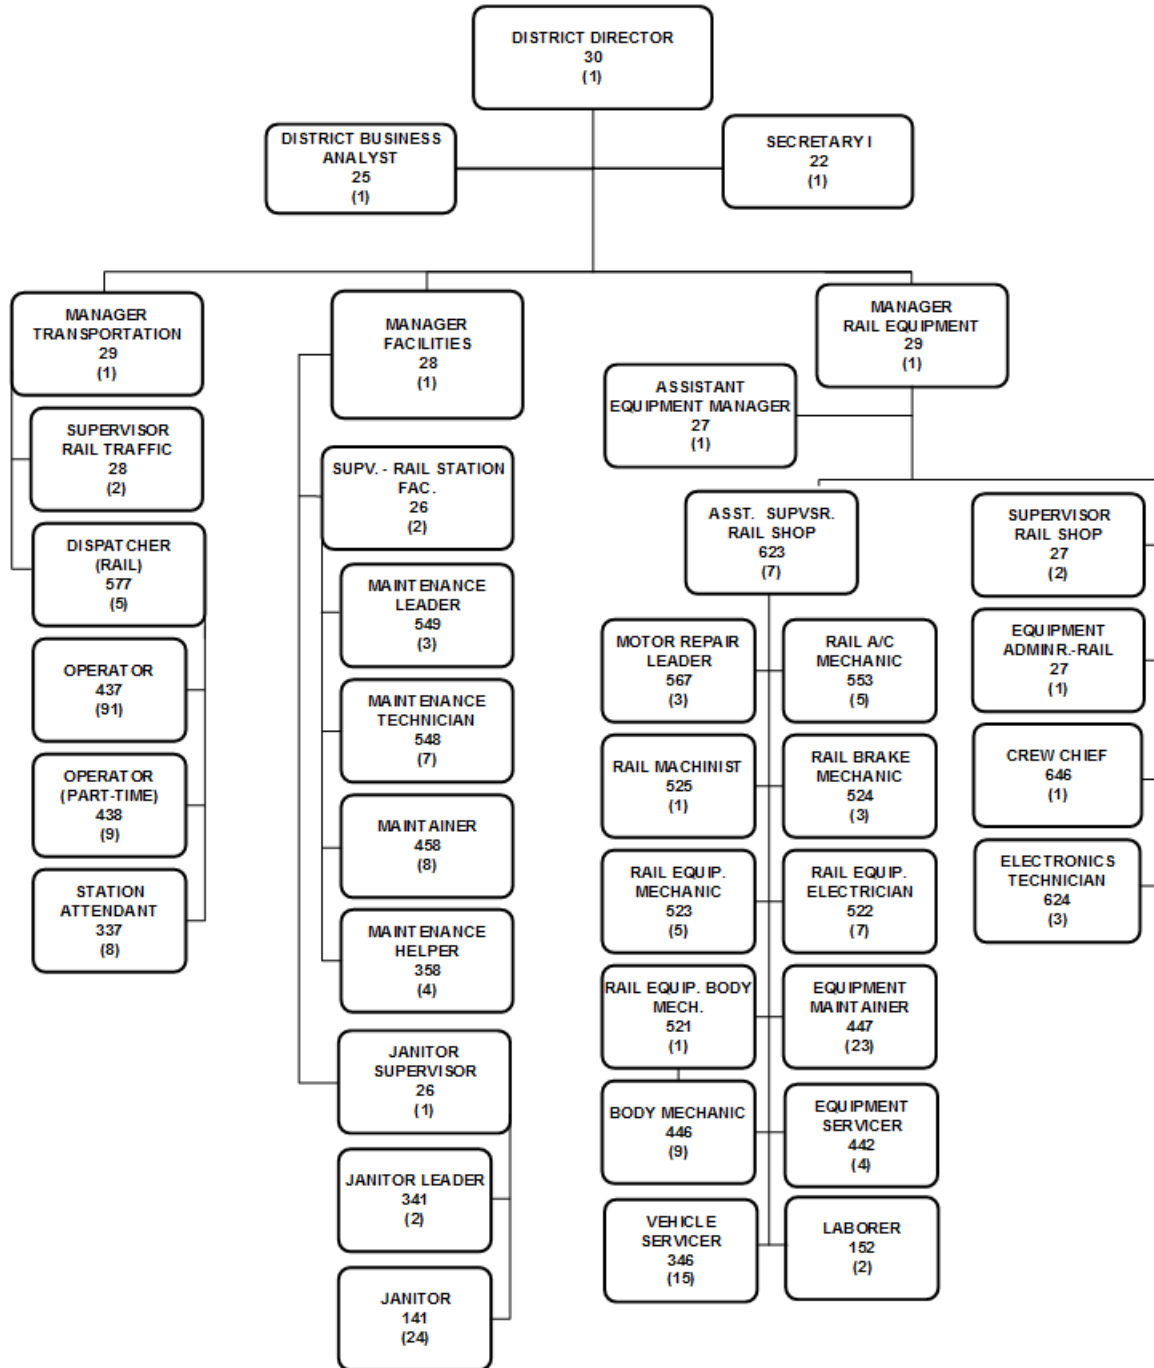 DISTRICT DIRECTOR
30
(1)
DISTRICT BUSINESS
ANALYST
25
(1)
SECRETARY I
22
(1)
MANAGER
TRANSPORTATION
29
(1)
SUPERVISOR
RAIL TRAFFIC
28
(2)
DISPATCHER
(RAIL)
577
(5)
OPERATOR
437
(91)
OPERATOR
(PART-TIME)
438
(9)
STATION
ATTENDANT
337
(8)
MANAGER
FACILITIES
28
(1)
SUPV. - RAIL STATION
FAC.
26
(2)
MAINTENANCE
LEADER
549
(3)
MAINTENANCE
TECHNICIAN
548
(7)
MAINTAINER
458
(8)
MAINTENANCE
HELPER
358
(4)
JANITOR
SUPERVISOR
26
(1)
JANITOR LEADER
341
(2)
JANITOR
141
(24)
MANAGER
RAIL EQUIPMENT
29
(1)
ASSISTANT
EQUIPMENT MANAGER
27
(1)
ASST. SUPVSR.
RAIL SHOP
623
(7)
MOTOR REPAIR
LEADER
567
(3)
RAIL A/C
MECHANIC
553
(5)
RAIL MACHINIST
525
(1)
RAIL BRAKE
MECHANIC
524
(3)
RAIL EQUIP.
MECHANIC
523
(5)
RAIL EQUIP.
ELECTRICIAN
522
(7)
RAIL EQUIP. BODY
MECH.
521
(1)
EQUIPMENT
MAINTAINER
447
(23)
BODY MECHANIC
446
(9)
EQUIPMENT
SERVICER
442
(4)
VEHICLE
SERVICER
346
(15)
LABORER
152
(2)
SUPERVISOR
RAIL SHOP
27
(2)
EQUIPMENT
ADMINR.-RAIL
27
(1)
CREW CHIEF
646
(1)
ELECTRONICS
TECHNICIAN
624
(3)